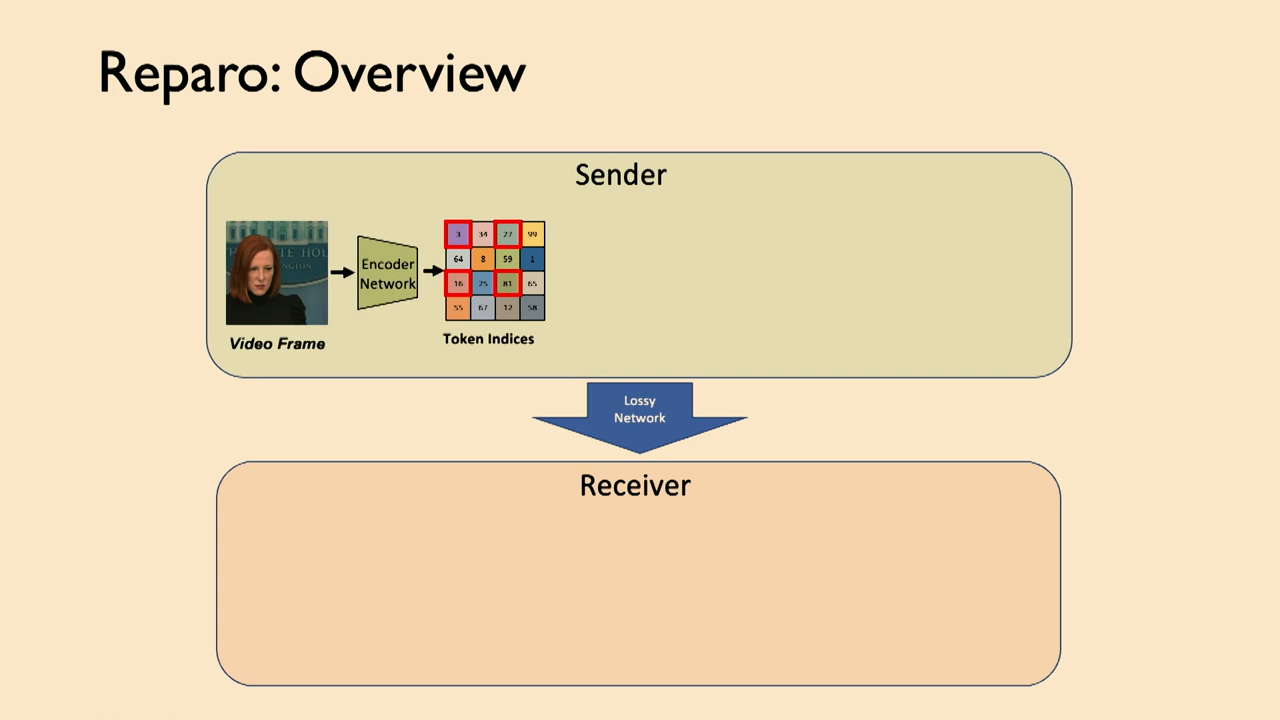 Reparo: Overview
Sender
3 34 27 99
64 8 59 1
16 25 81 65
55 67 12 58
Encoder
Network
Video Frame
Token Indices
Lossy
Network
Receiver